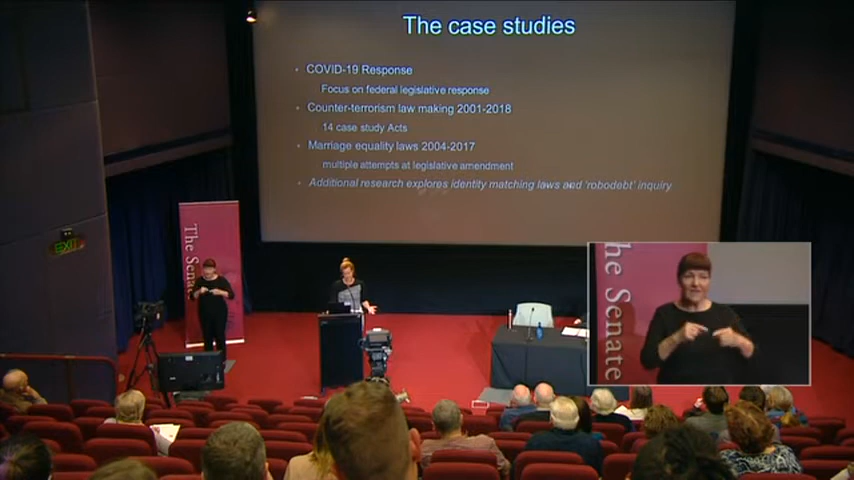 The case studies
• COVID-19 Response
Focus on federal legislative response
• Counter-terrorism law making 2001-2018
14 case study Acts
• Marriage equality laws 2004-2017
multiple attempts at legislative amendment
• Additional research explores identity matching laws and 'robodebt' inquiry
The Senate
EXIT
he Senate